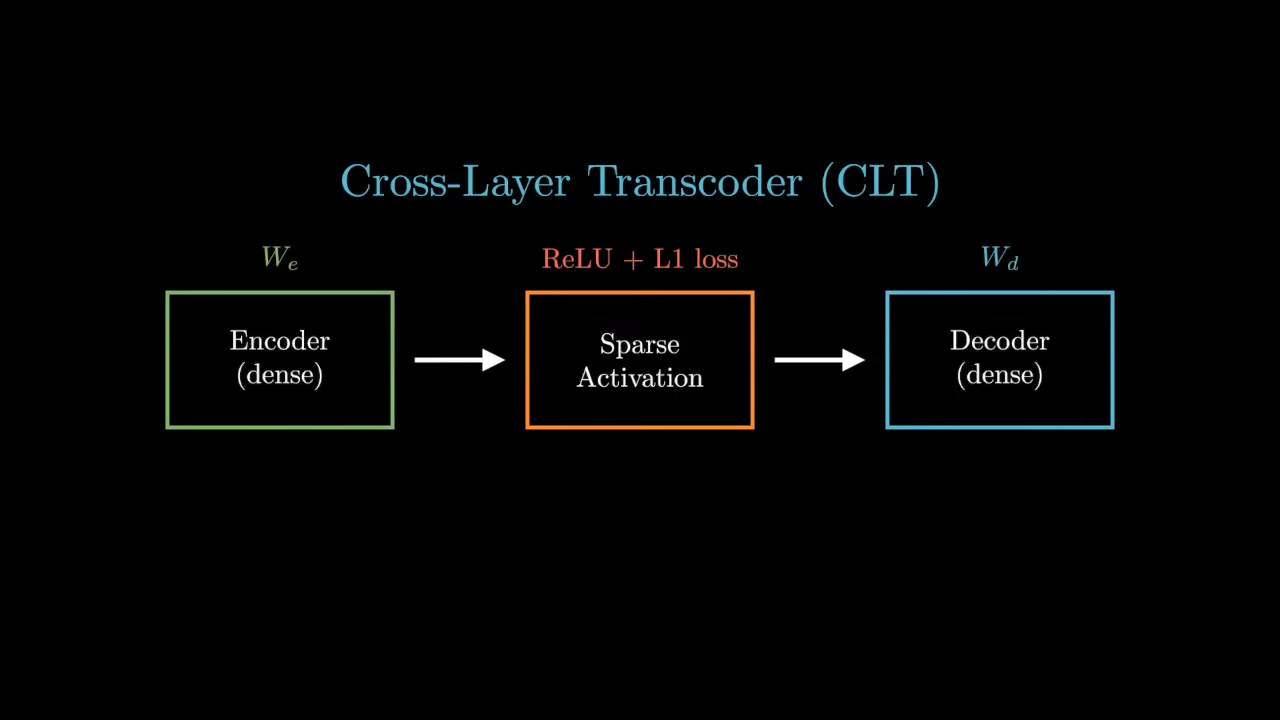 Cross-Layer Transcoder (CLT)
W_e
ReLU + L1 loss
W_d
Encoder
(dense)
Sparse
Activation
Decoder
(dense)